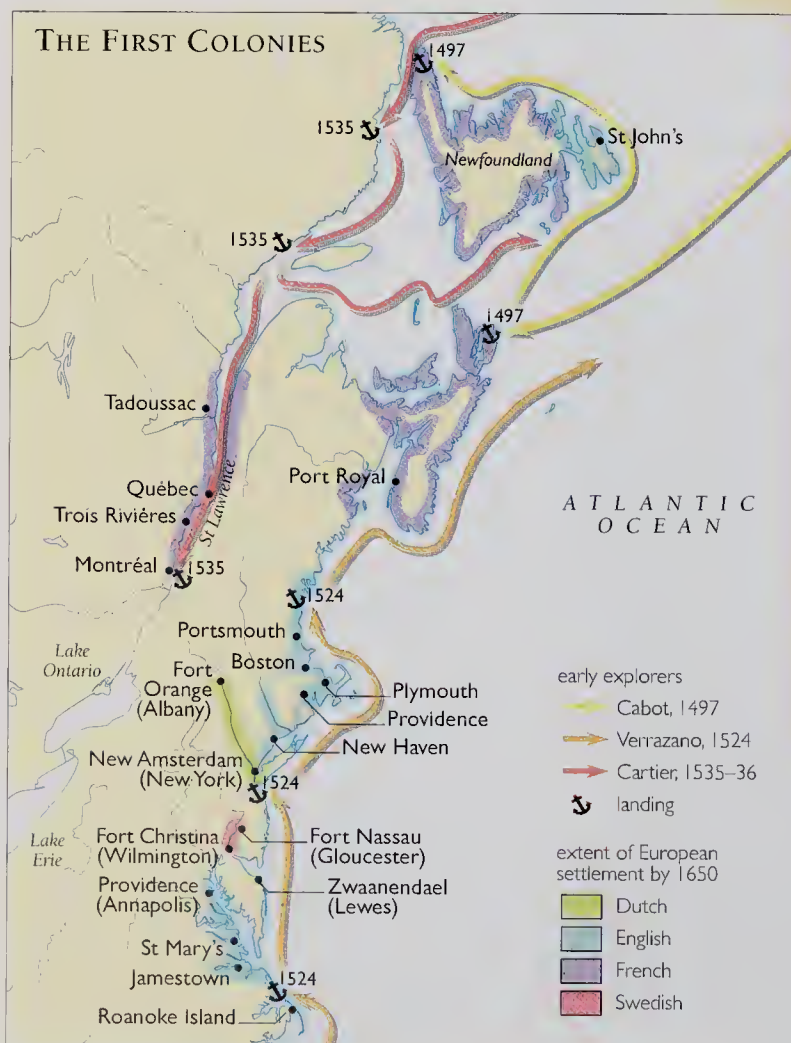 THE FIRST COLONIES
1497
1535
St John's
Newfoundland
1535
1497
Tadoussac
Québec
Trois Riviéres
St Lawrence
Port Royal
ATLANTIC
OCEAN
Montréal
1535
1524
Portsmouth
Lake
Ontario
Fort
Orange
(Albany)
Boston
Plymouth
Providence
New Haven
New Amsterdam
(New York)
1524
Lake
Erie
Fort Christina
(Wilmington)
Fort Nassau
(Gloucester)
Providence
(Annapolis)
Zwaanendael
(Lewes)
St Mary's
Jamestown
1524
Roanoke Island
early explorers
Cabot, 1497
Verrazano, 1524
Cartier, 1535–36
landing
extent of European
settlement by 1650
Dutch
English
French
Swedish